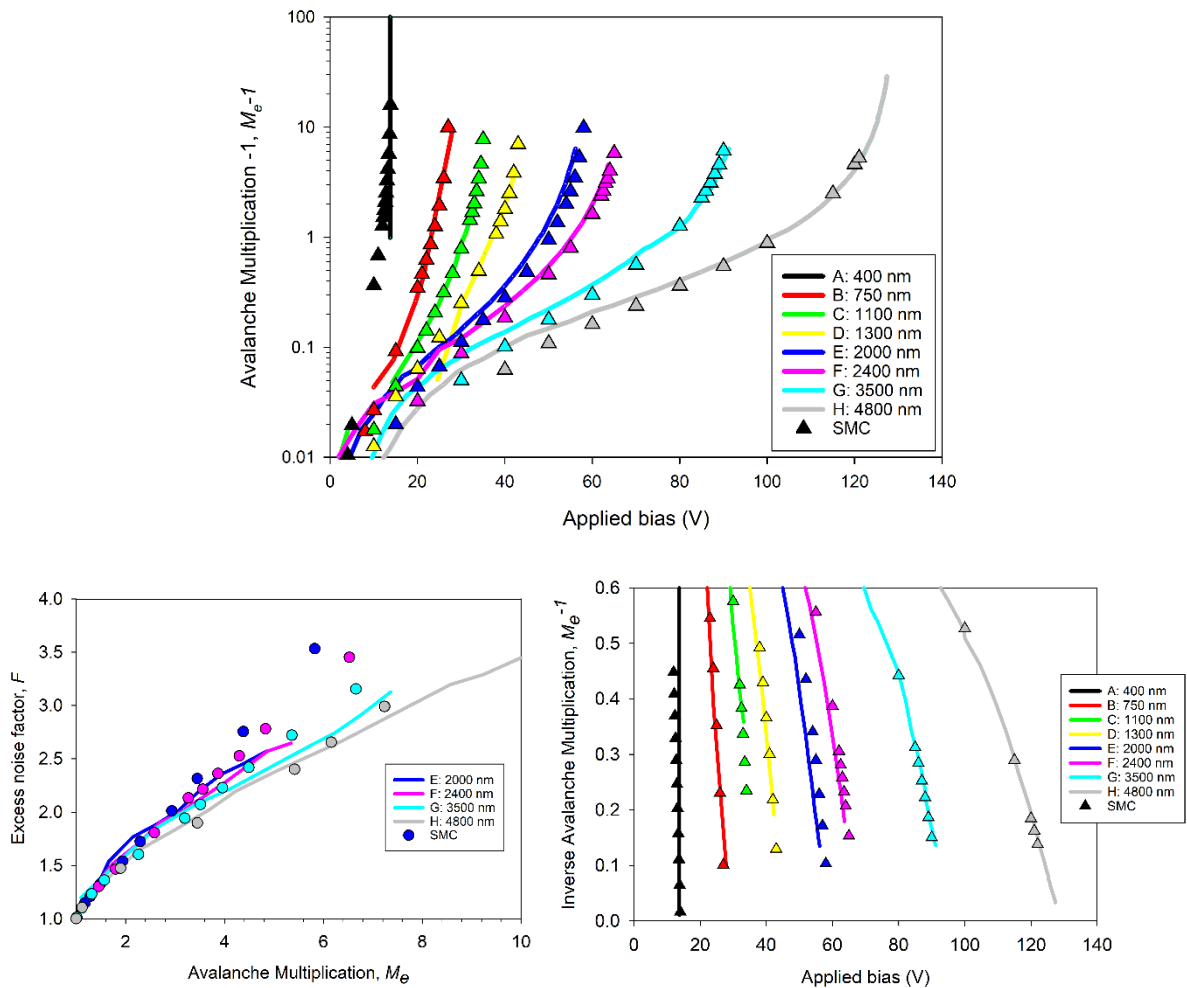 Avalanche Multiplication -1, Me-1
100
10
1
0.1
0.01
0 20 40 60 80 100 120 140
Applied bias (V)
A: 400 nm
B: 750 nm
C: 1100 nm
D: 1300 nm
E: 2000 nm
F: 2400 nm
G: 3500 nm
H: 4800 nm
SMC
Excess noise factor, F
4.0
3.5
3.0
2.5
2.0
1.5
1.0
2 4 6 8 10
Avalanche Multiplication, Me
E: 2000 nm
F: 2400 nm
G: 3500 nm
H: 4800 nm
SMC
Inverse Avalanche Multiplication, Me-1
0.6
0.5
0.4
0.3
0.2
0.1
0.0
0 20 40 60 80 100 120 140
Applied bias (V)
A: 400 nm
B: 750 nm
C: 1100 nm
D: 1300 nm
E: 2000 nm
F: 2400 nm
G: 3500 nm
H: 4800 nm
SMC